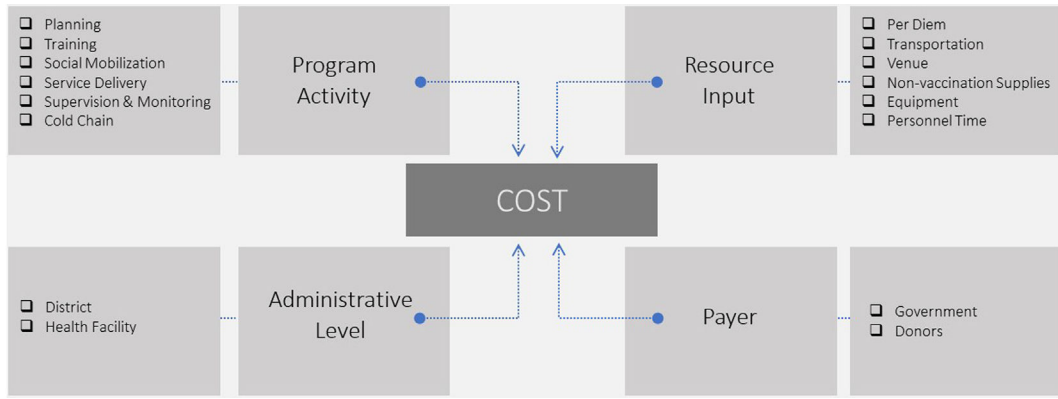 Planning
Training
Social Mobilization
Service Delivery
Supervision & Monitoring
Cold Chain
Program
Activity
Resource
Input
Per Diem
Transportation
Venue
Non-vaccination Supplies
Equipment
Personnel Time
COST
District
Health Facility
Administrative
Level
Payer
Government
Donors